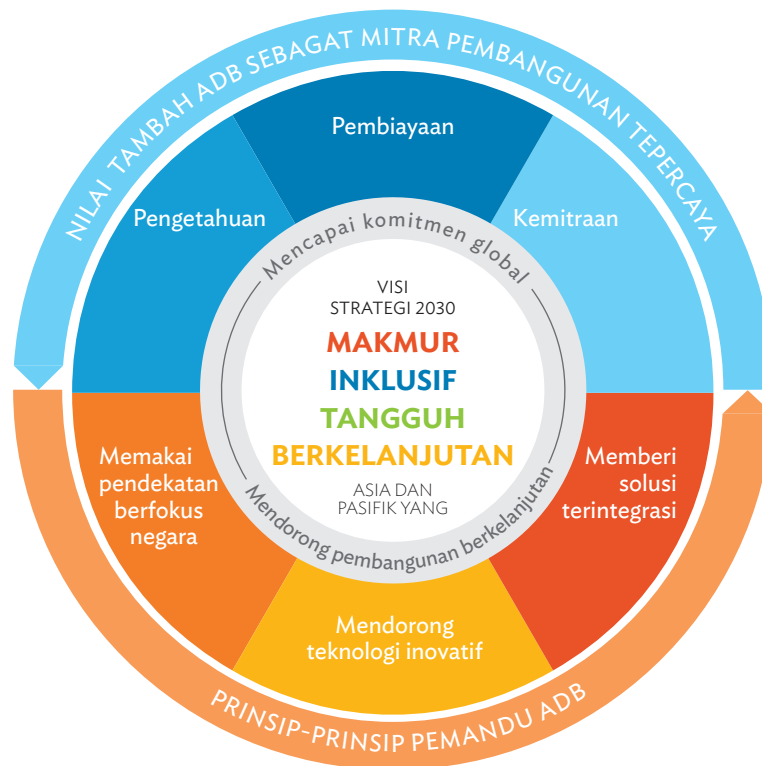 NILAI TAMBAH ADB SEBAGAT MITRA PEMBANGUNAN TEPERCAYA
Pembiayaan
Pengetahuan
Kemitraan
Mencapai komitmen global
VISI
STRATEGI 2030
MAKMUR
INKLUSIF
TANGGUH
BERKELANJUTAN
ASIA DAN
PASIFIK YANG
Mendorong pembangunan berkelanjutan
Memakai
pendekatan
berfokus
negara
Memberi
solusi
terintegrasi
Mendorong
teknologi inovatif
PRINSIP-PRINSIP PEMANDU ADB